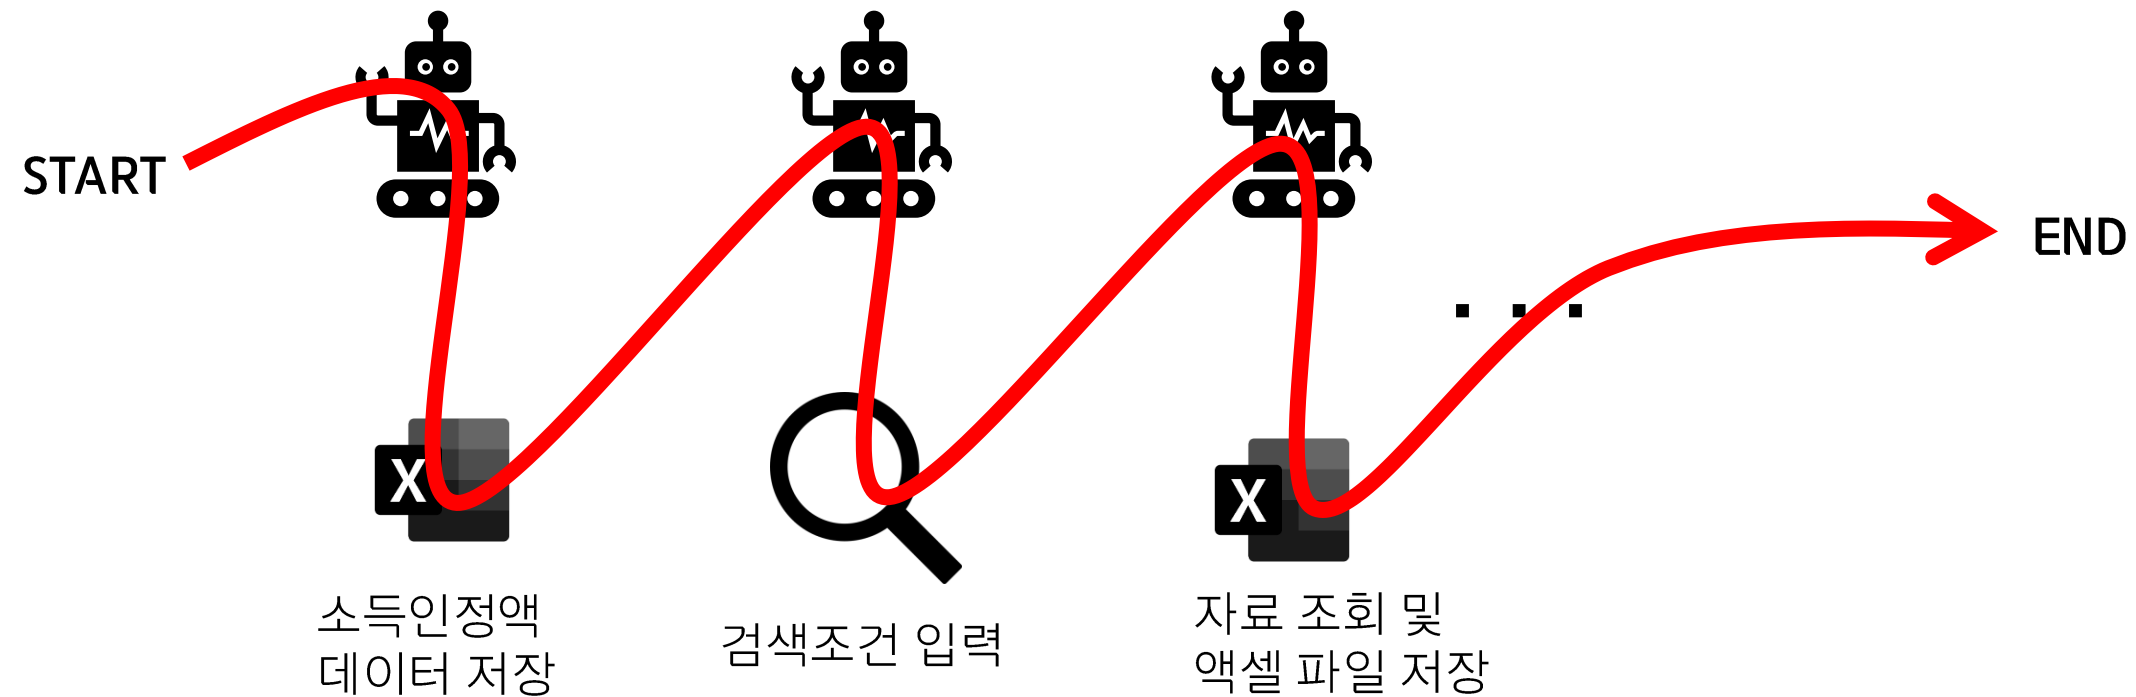 START
END
X
X
. . .
소득인정액
데이터 저장
검색조건 입력
자료 조회 및
액셀 파일 저장